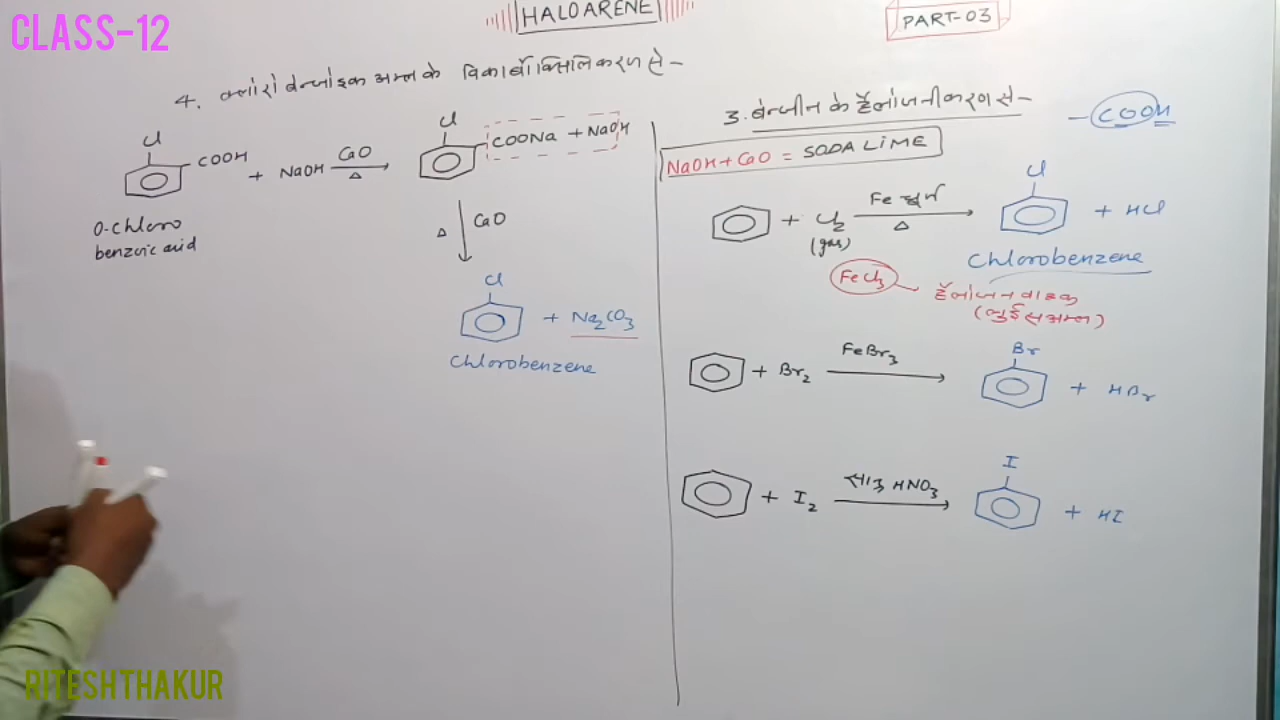 CLASS-12
HALOARENE
PART-03
4. क्लोरो बेन्जोइक अम्ल के विकार्बोक्सिलिकरण से -
Cl
COOH + NaOH CaO Δ
Cl
COONa + NaOH
O-chloro
benzoic acid
Δ CaO
Cl
+ Na2CO3
Chlorobenzene
3. बेन्जीन के हैलोजनीकरण से -
- COOH
NaOH + CaO = SODA LIME
+ Cl2 Fe चूर्ण Δ
(gas)
Cl
+ HCl
Chlorobenzene
FeCl3
हैलोजन वाहक
(लुईस अम्ल)
+ Br2 FeBr3
Br
+ HBr
+ I2 सान्द्र HNO3
I
+ HI
RITESH THAKUR